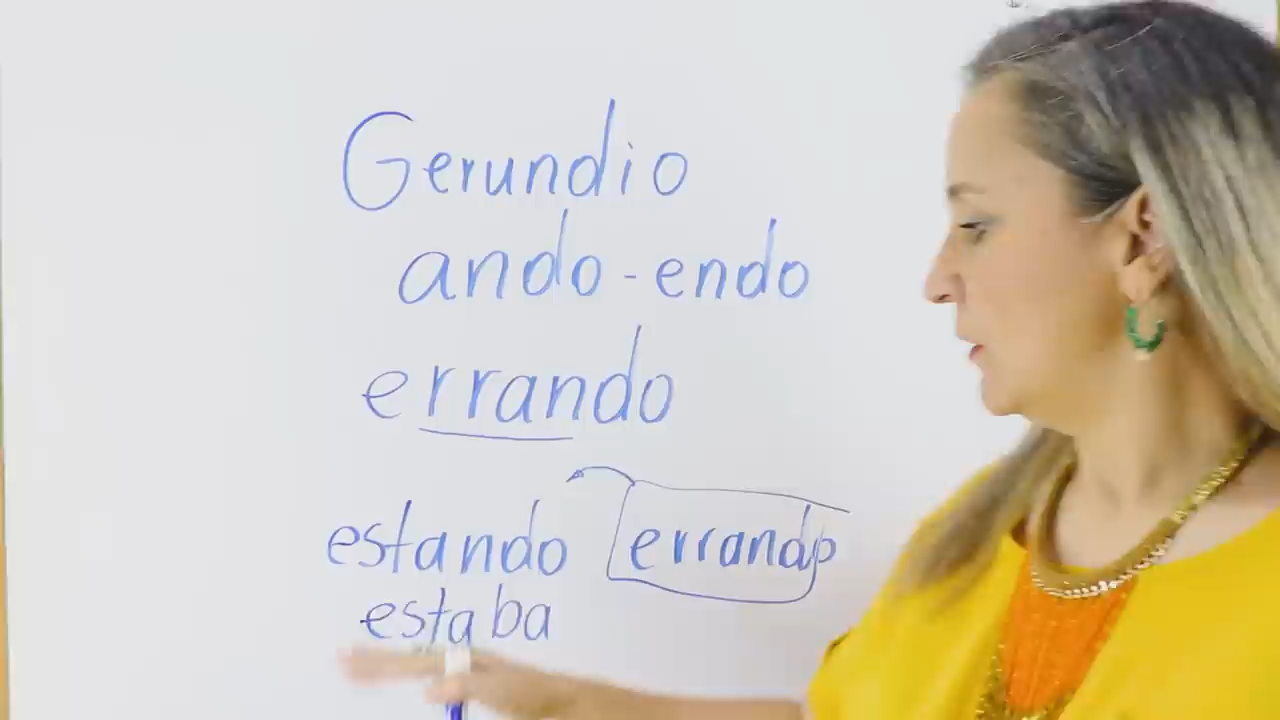 Gerundio
ando-endo
errando
estando errando
estaba